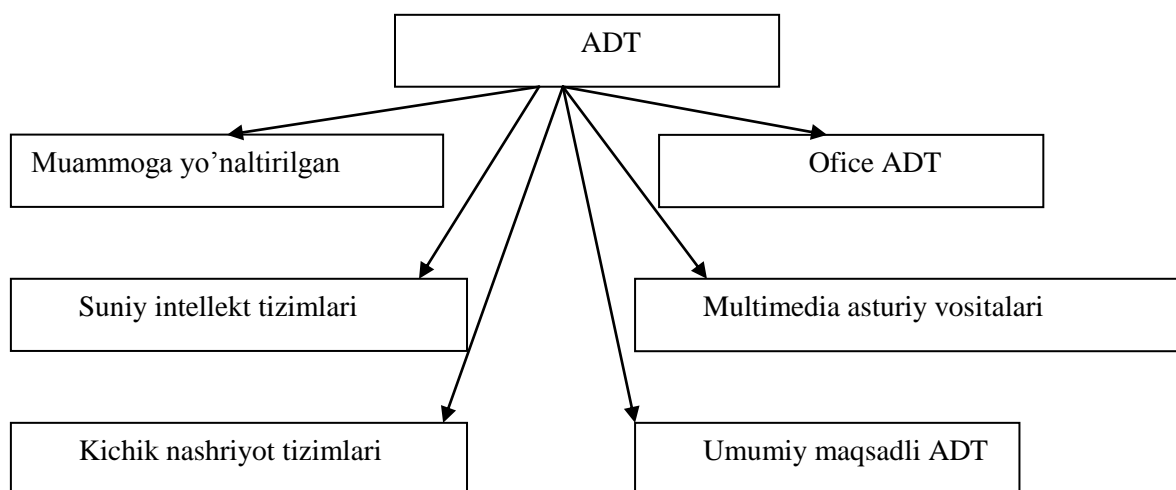 ADT
Muammoga yo’naltirilgan
Ofice ADT
Suniy intellekt tizimlari
Multimedia asturiy vositalari
Kichik nashriyot tizimlari
Umumiy maqsadli ADT